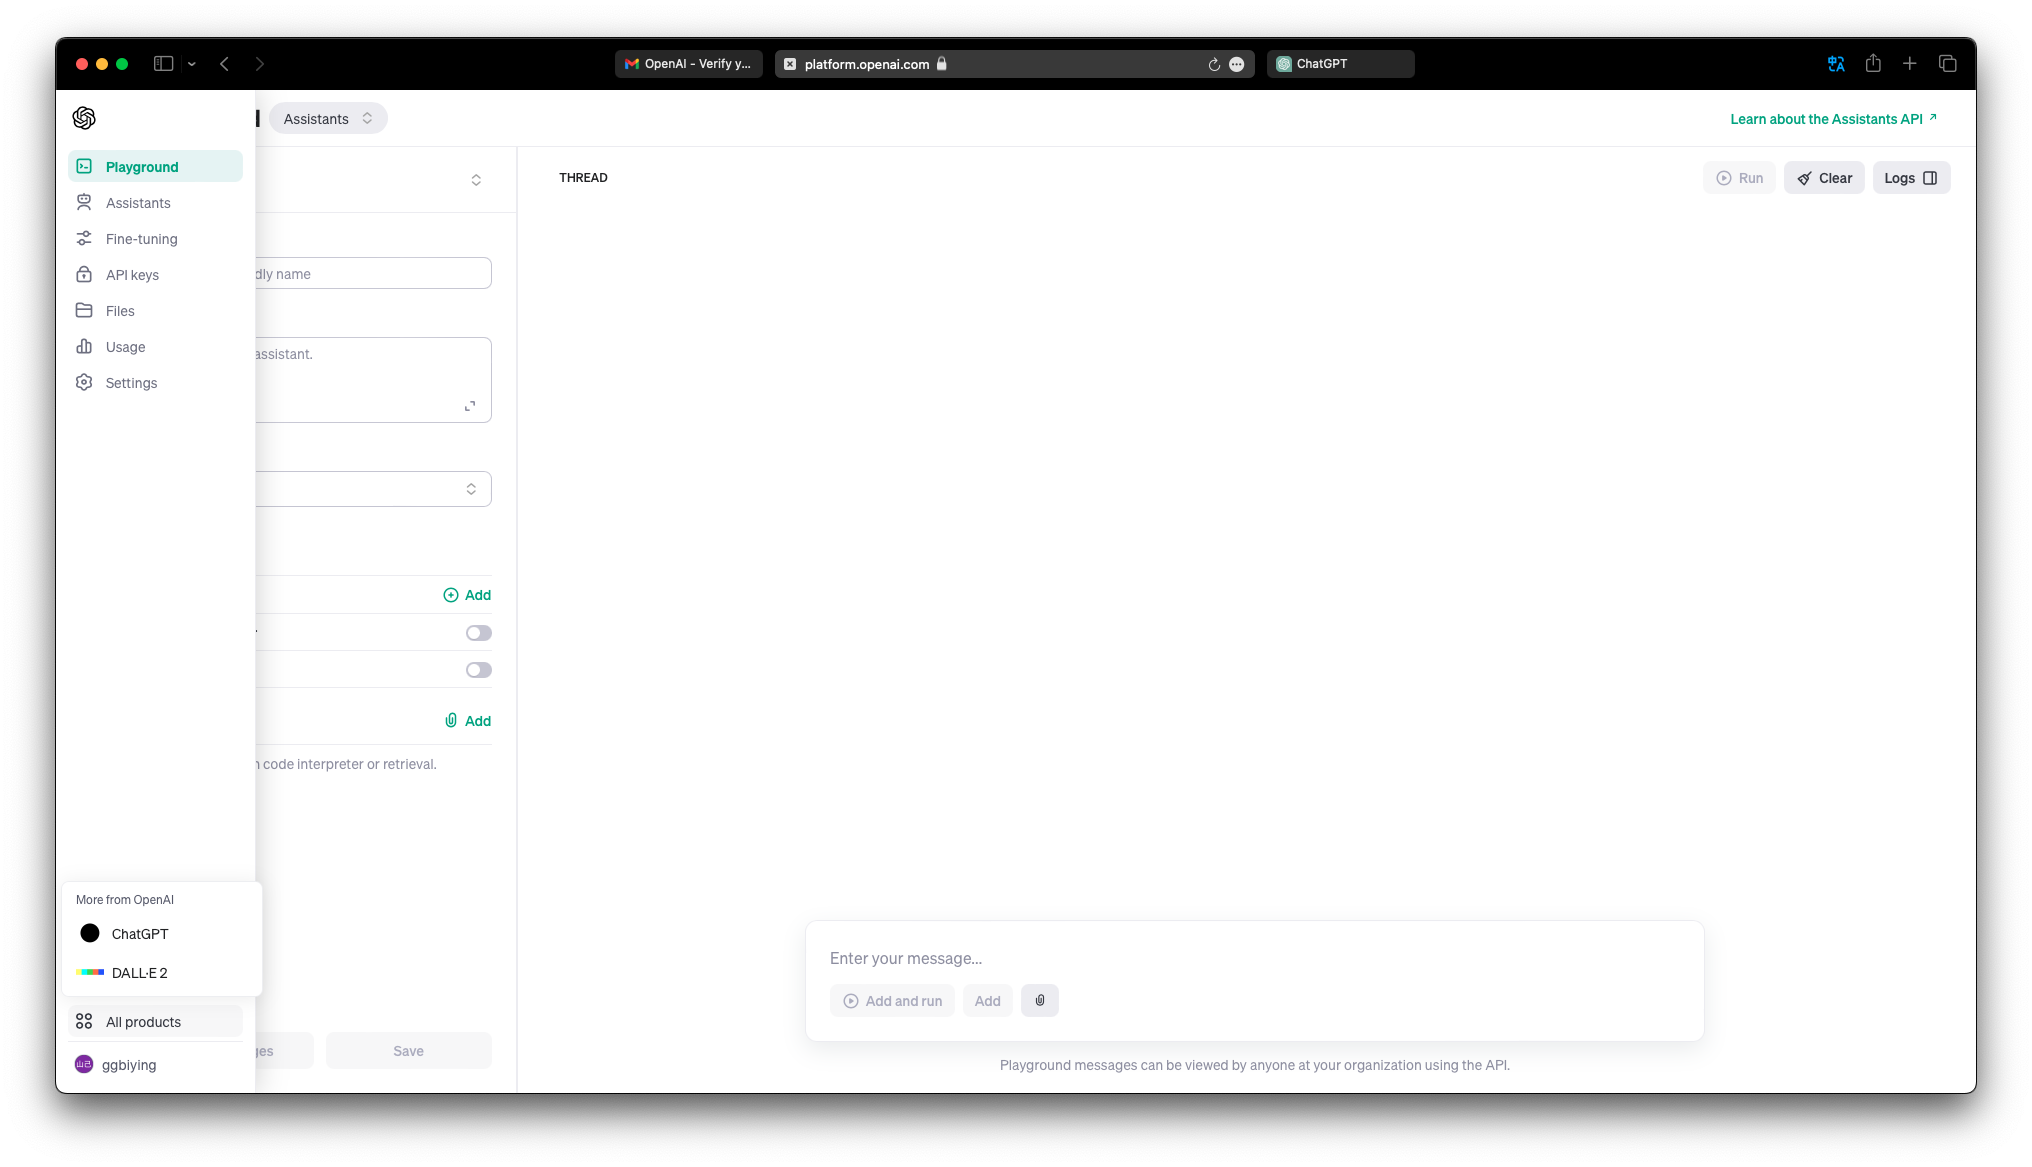 OpenAI - Verify y...
platform.openai.com
ChatGPT
Assistants
Learn about the Assistants API
Playground
Assistants
Fine-tuning
API keys
Files
Usage
Settings
THREAD
Run
Clear
Logs
dly name
assistant.
Add
Add
code interpreter or retrieval.
More from OpenAI
ChatGPT
DALL·E 2
All products
ggbiying
Save
Enter your message...
Add and run
Add
Playground messages can be viewed by anyone at your organization using the API.